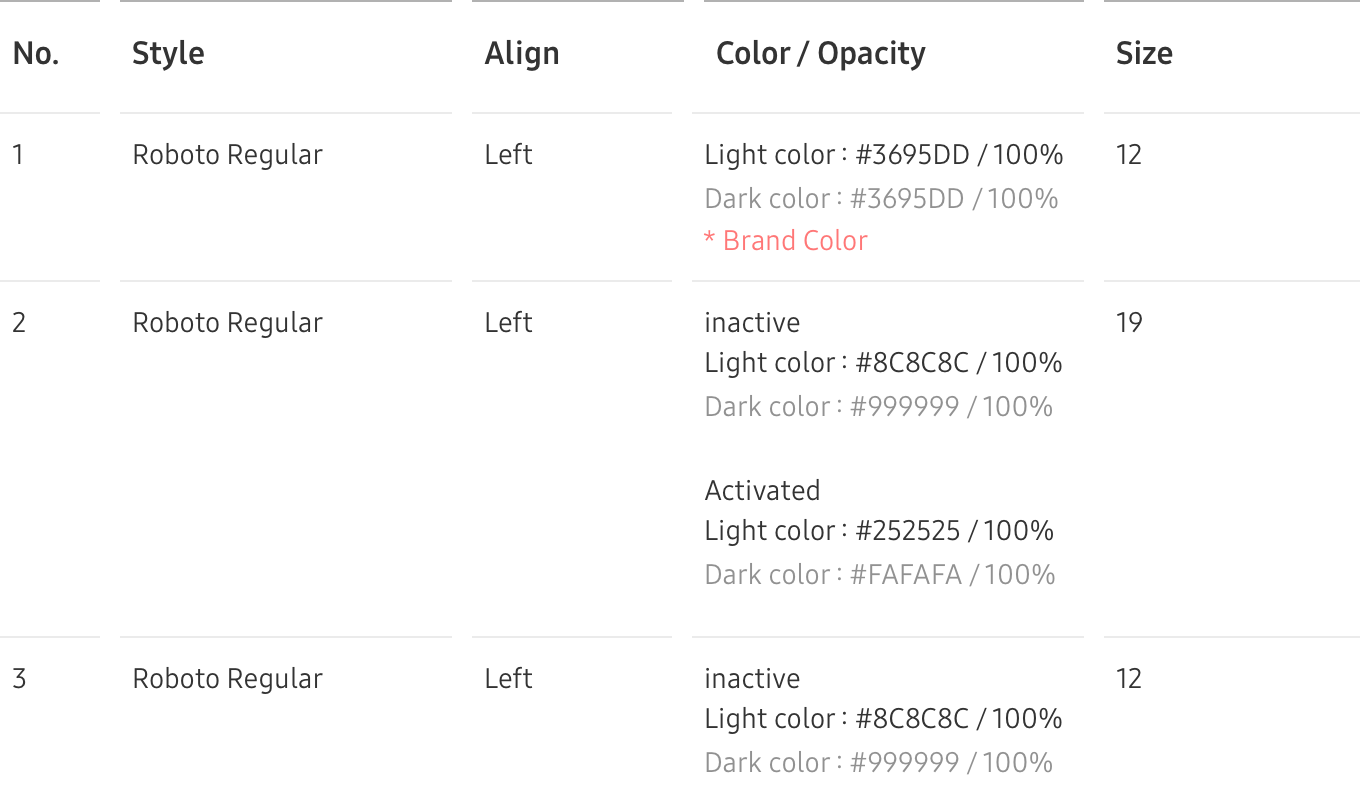 No. Style Align Color / Opacity Size
1 Roboto Regular Left Light color : #3695DD / 100% 12
Dark color : #3695DD / 100%
* Brand Color
2 Roboto Regular Left inactive 19
Light color : #8C8C8C / 100%
Dark color : #999999 / 100%
Activated
Light color : #252525 / 100%
Dark color : #FAFAFA / 100%
3 Roboto Regular Left inactive 12
Light color : #8C8C8C / 100%
Dark color : #999999 / 100%